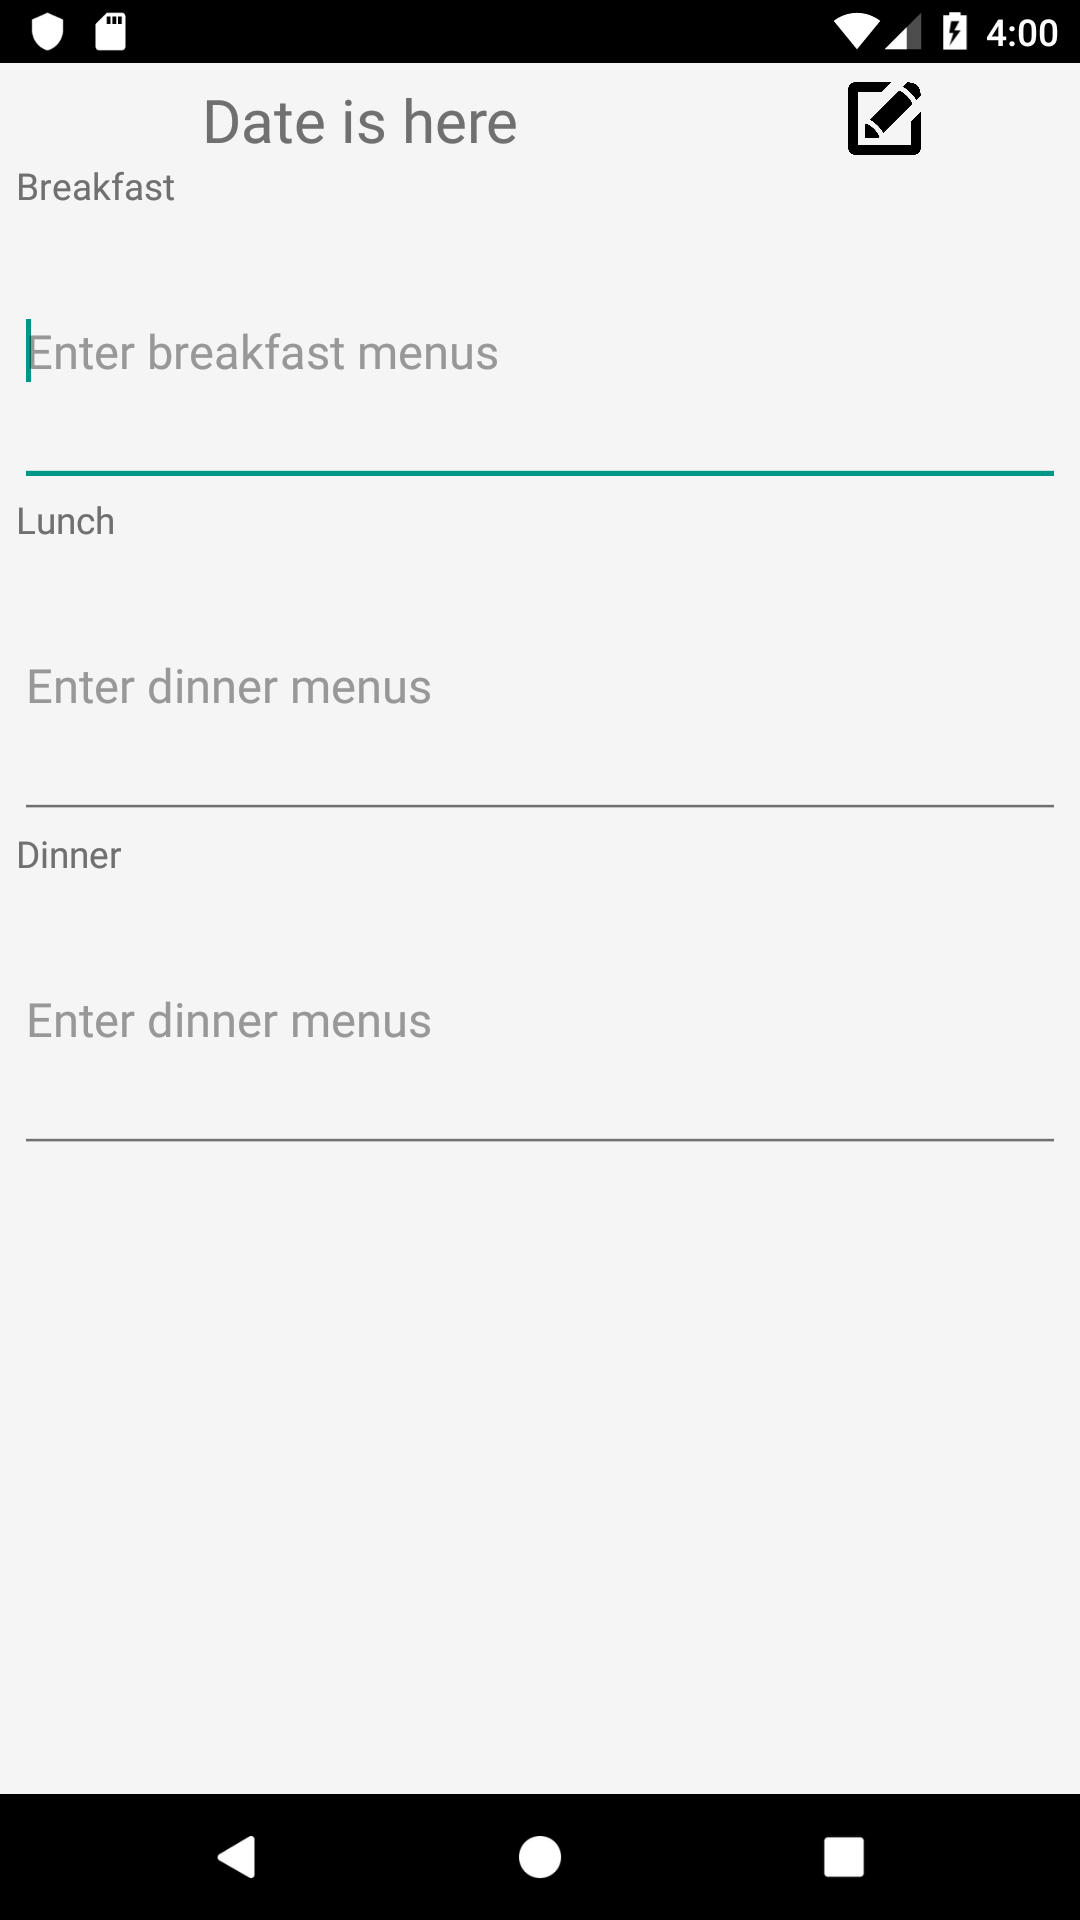 4:00
Date is here
Breakfast
Enter breakfast menus
Lunch
Enter dinner menus
Dinner
Enter dinner menus